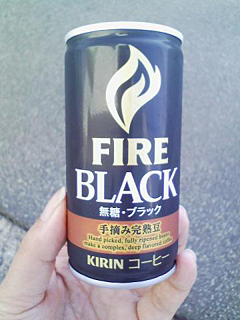 FIRE
BLACK
無糖・ブラック
手摘み完熟豆
Hand picked, fully ripened beans
make a complex, deep flavored coffee.
KIRIN コーヒー